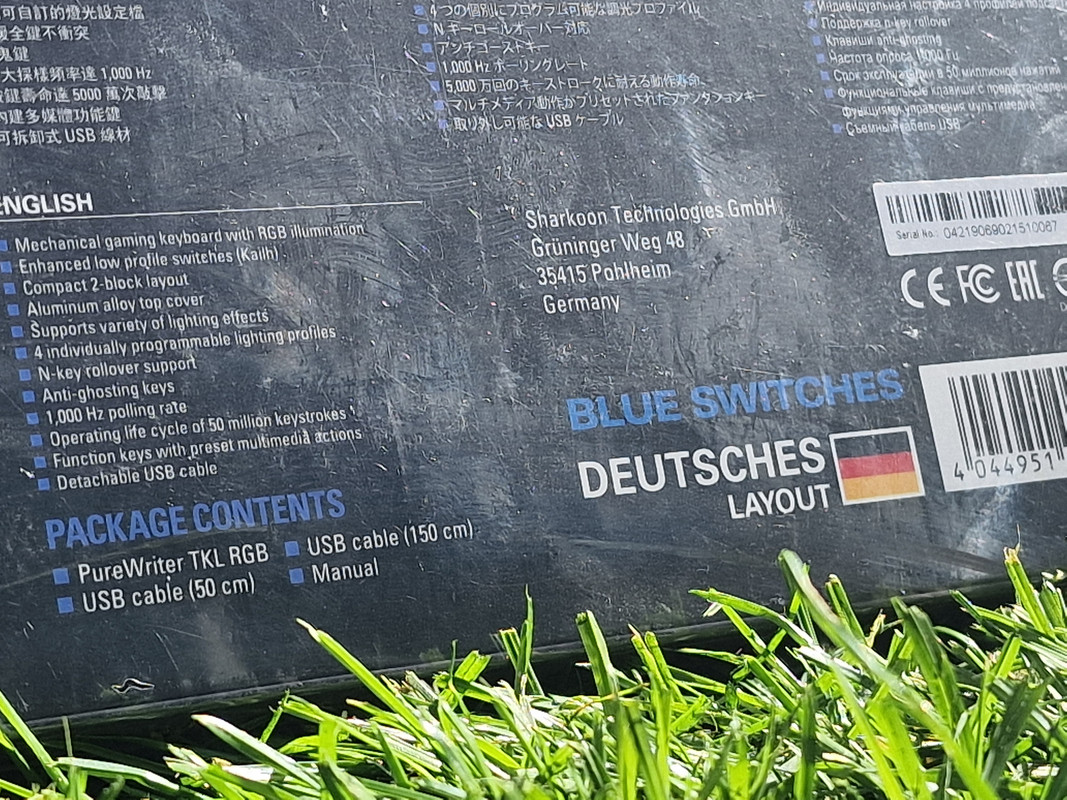 可自訂的燈光設定檔
全鍵不衝突
鬼鍵
大採樣頻率達 1,000 Hz
鍵壽命達 5000 萬次敲擊
內建多媒體功能鍵
可拆卸式 USB 線材
4つの個別にプログラム可能な調光プロファイル
N キーロールオーバー対応
アンチゴーストキー
1,000 Hz ポーリングレート
5,000 万回のキーストロークに耐える動作寿命
マルチメディア動作がプリセットされたファンクションキー
取り外し可能な USB ケーブル
Индивидуальная настройка 4 профилей
Поддержка n-key rollover
Клавиши anti-ghosting
Частота опроса 1000 Гц
Срок эксплуатации в 50 миллионов нажатий
Функциональные клавиши с
функциями управления мультимедиа
Съемный кабель USB
ENGLISH
Mechanical gaming keyboard with RGB illumination
Enhanced low profile switches (Kailh)
Compact 2-block layout
Aluminum alloy top cover
Supports variety of lighting effects
4 individually programmable lighting profiles
N-key rollover support
Anti-ghosting keys
1,000 Hz polling rate
Operating life cycle of 50 million keystrokes
Function keys with preset multimedia actions
Detachable USB cable
PACKAGE CONTENTS
PureWriter TKL RGB
USB cable (50 cm)
USB cable (150 cm)
Manual
Sharkoon Technologies GmbH
Grüninger Weg 48
35415 Pohlheim
Germany
Serial No.: 04219069021510067
CE FC EAC
BLUE SWITCHES
DEUTSCHES
LAYOUT
4 044951